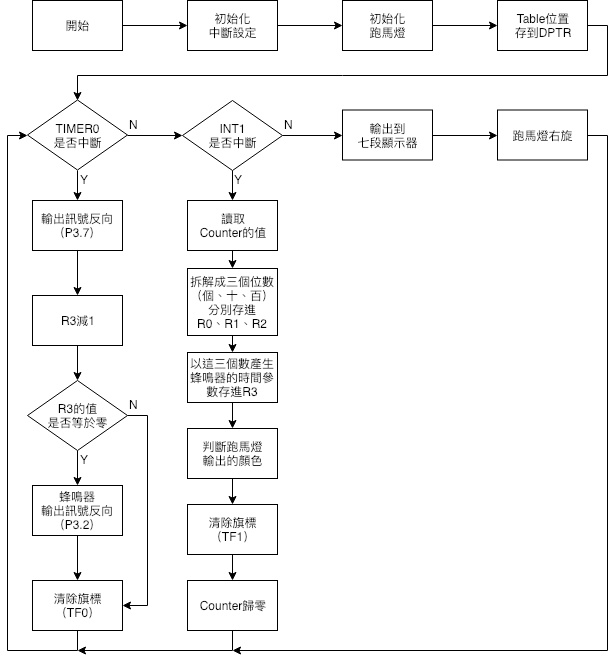 開始
初始化
中斷設定
初始化
跑馬燈
Table位置
存到DPTR
TIMER0
是否中斷
N
Y
INT1
是否中斷
N
Y
輸出到
七段顯示器
跑馬燈右旋
輸出訊號反向
(P3.7)
R3減1
R3的值
是否等於零
N
Y
蜂鳴器
輸出訊號反向
(P3.2)
清除旗標
(TF0)
讀取
Counter的值
拆解成三個位數
（個、十、百）
分別存進
R0、R1、R2
以這三個數產生
蜂鳴器的時間參
數存進R3
判斷跑馬燈
輸出的顏色
清除旗標
(TF1)
Counter歸零